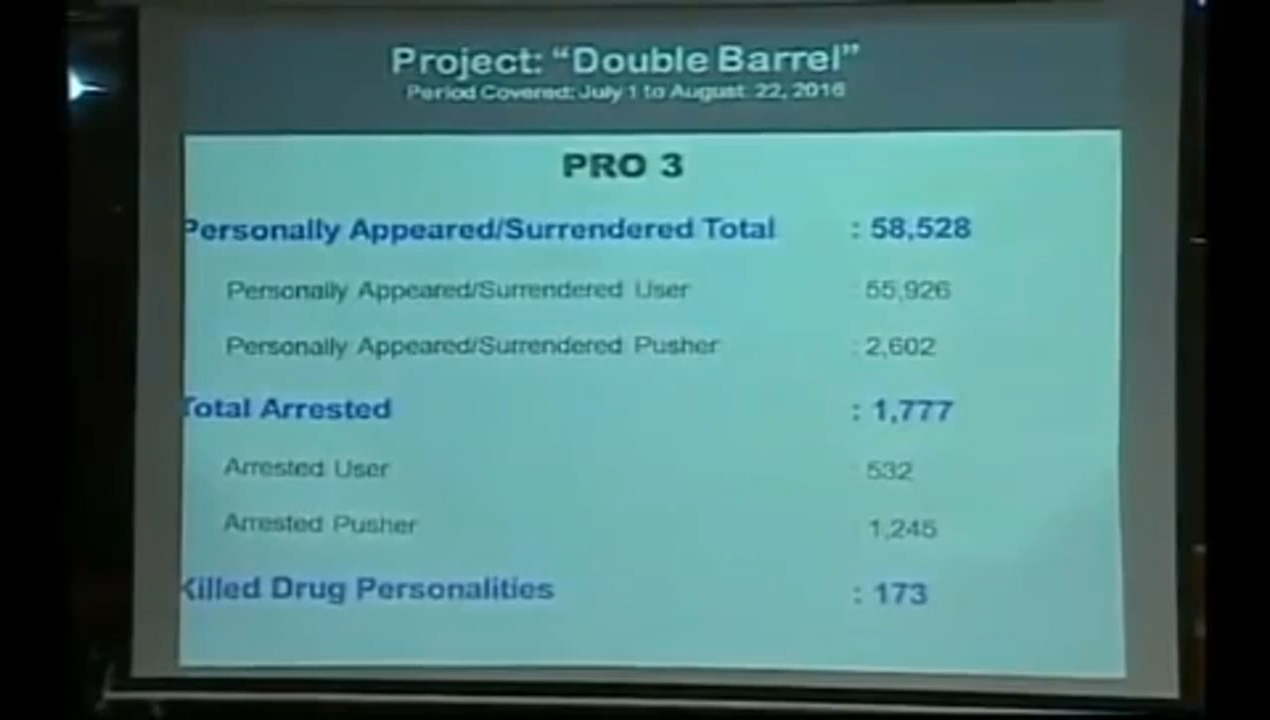 Project: “Double Barrel”
Period Covered: July 1 to August 22, 2016
PRO 3
Personally Appeared/Surrendered Total : 58,528
Personally Appeared/Surrendered User : 55,926
Personally Appeared/Surrendered Pusher : 2,602
Total Arrested : 1,777
Arrested User : 532
Arrested Pusher : 1,245
Killed Drug Personalities : 173